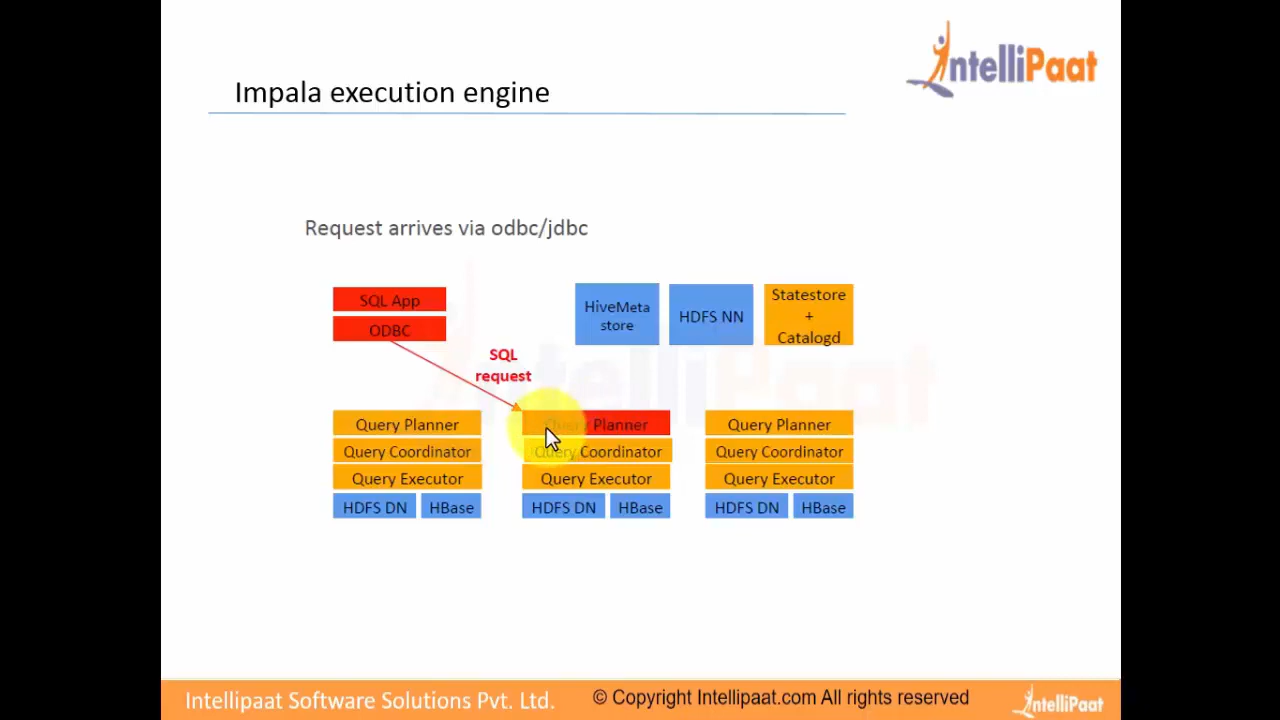 IntelliPaat
Impala execution engine
Request arrives via odbc/jdbc
SQL App
ODBC
HiveMeta
store
HDFS NN
Statestore
+
Catalogd
SQL
request
Query Planner
Query Coordinator
Query Executor
HDFS DN
HBase
Query Planner
Query Coordinator
Query Executor
HDFS DN
HBase
Query Planner
Query Coordinator
Query Executor
HDFS DN
HBase
IntelliPaat
Intellipaat Software Solutions Pvt. Ltd.
© Copyright Intellipaat.com All rights reserved
IntelliPaat